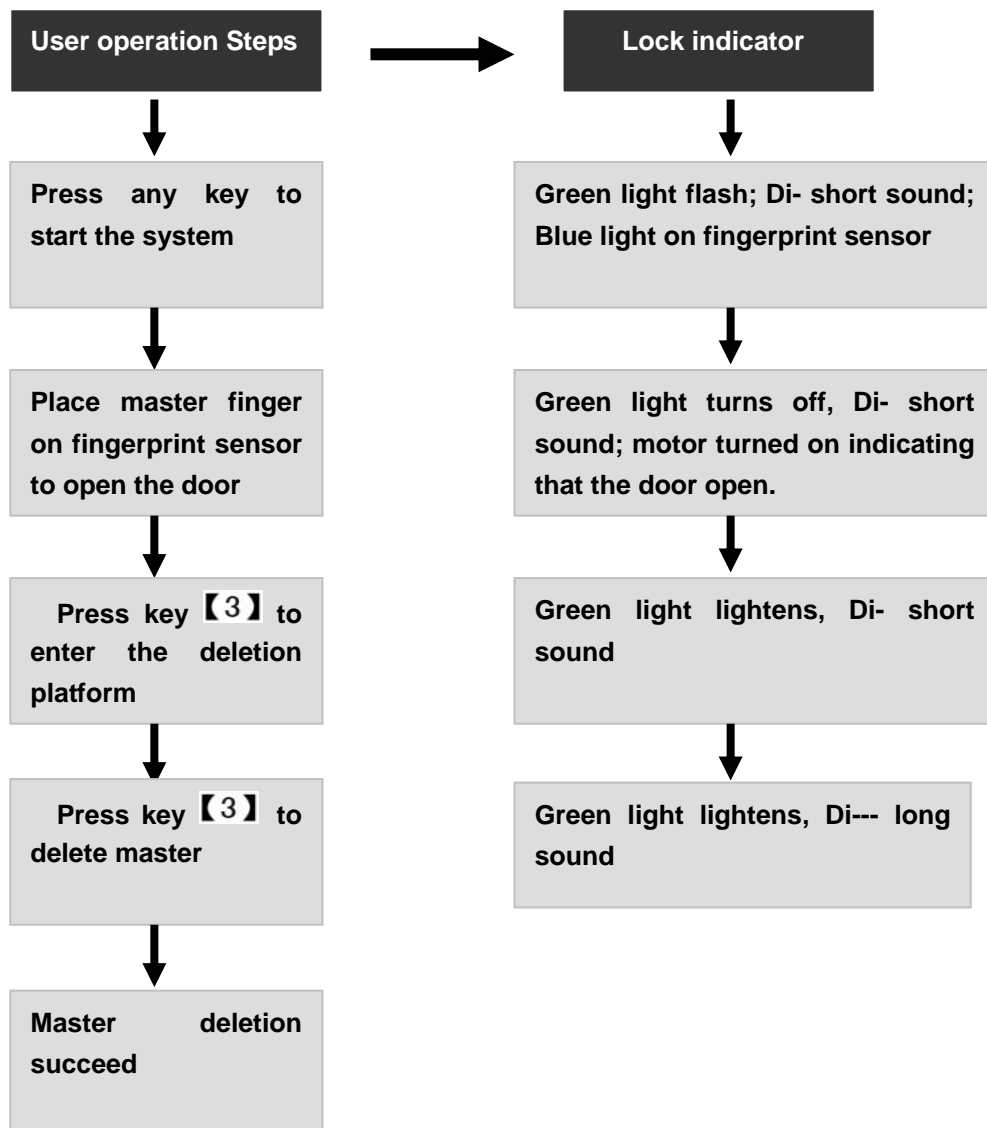 User operation Steps
Lock indicator
Press any key to
start the system
Green light flash; Di- short sound;
Blue light on fingerprint sensor
Place master finger
on fingerprint sensor
to open the door
Green light turns off, Di- short
sound; motor turned on indicating
that the door open.
Press key 【3】 to
enter the deletion
platform
Green light lightens, Di- short
sound
Press key 【3】 to
delete master
Green light lightens, Di--- long
sound
Master deletion
succeed